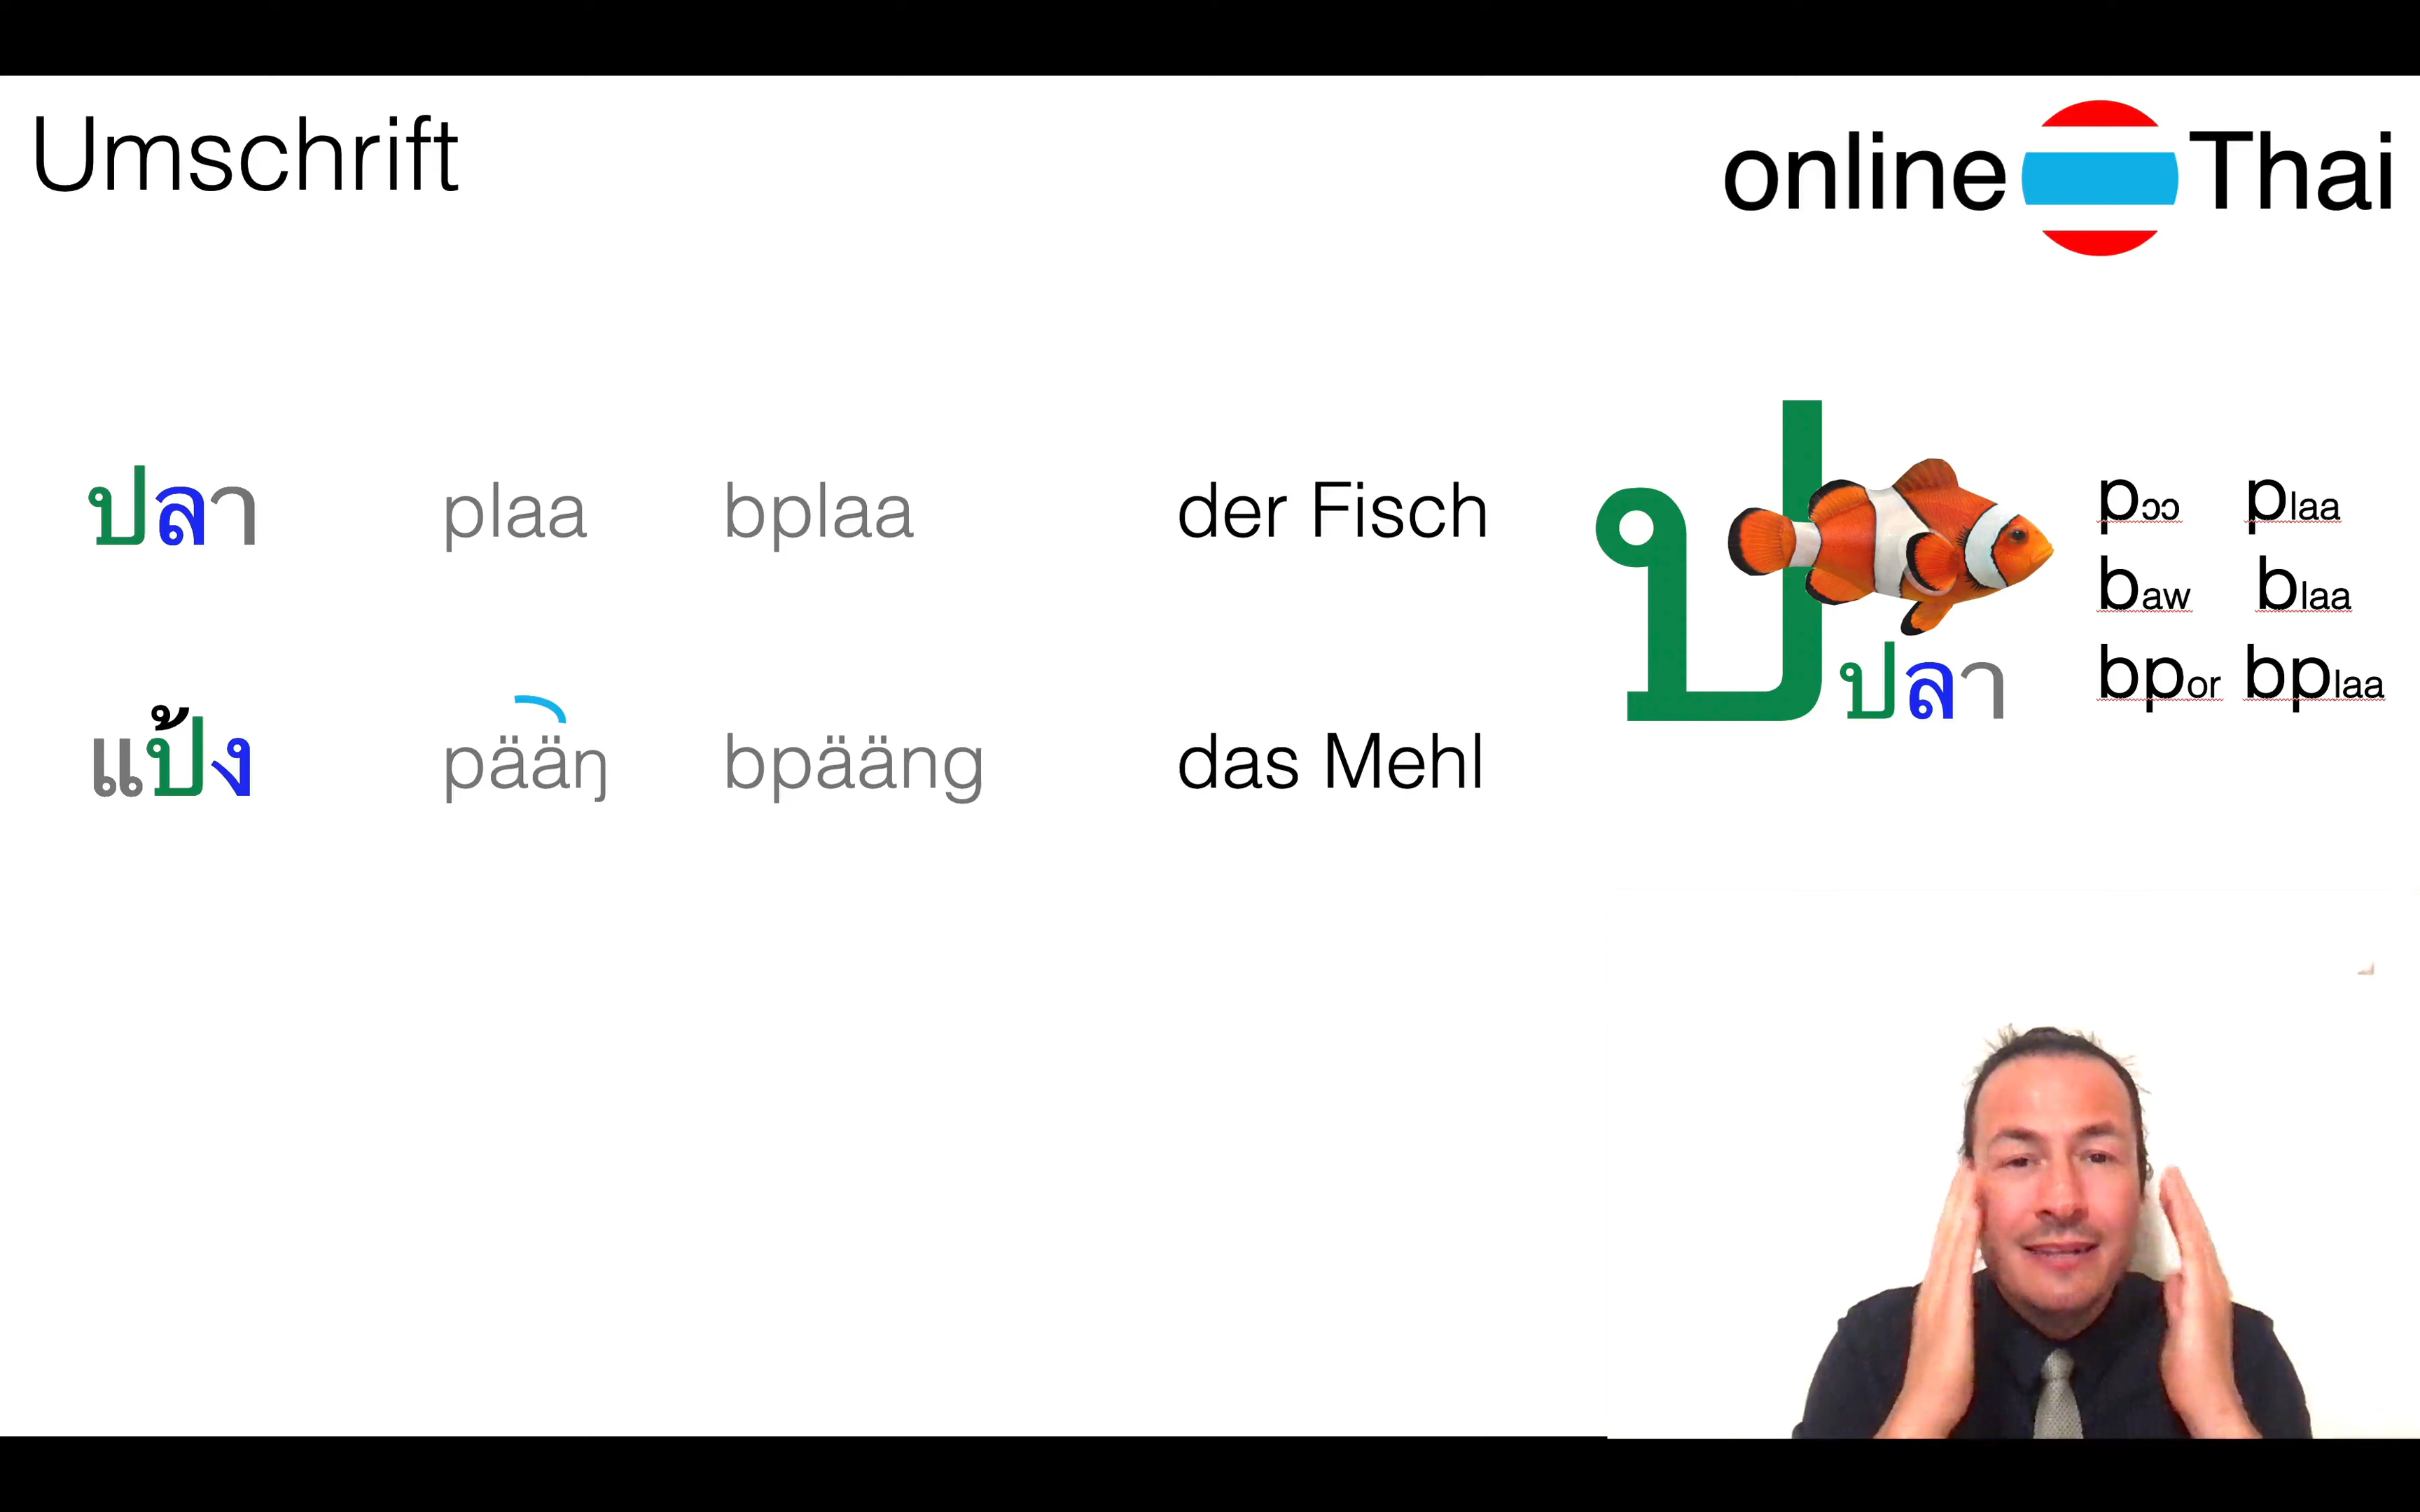 Umschrift
online Thai
ปลา plaa bplaa der Fisch
แป้ง pääŋ bpääng das Mehl
ป
ปลา
pɔɔ plaa
baw blaa
bpor bplaa